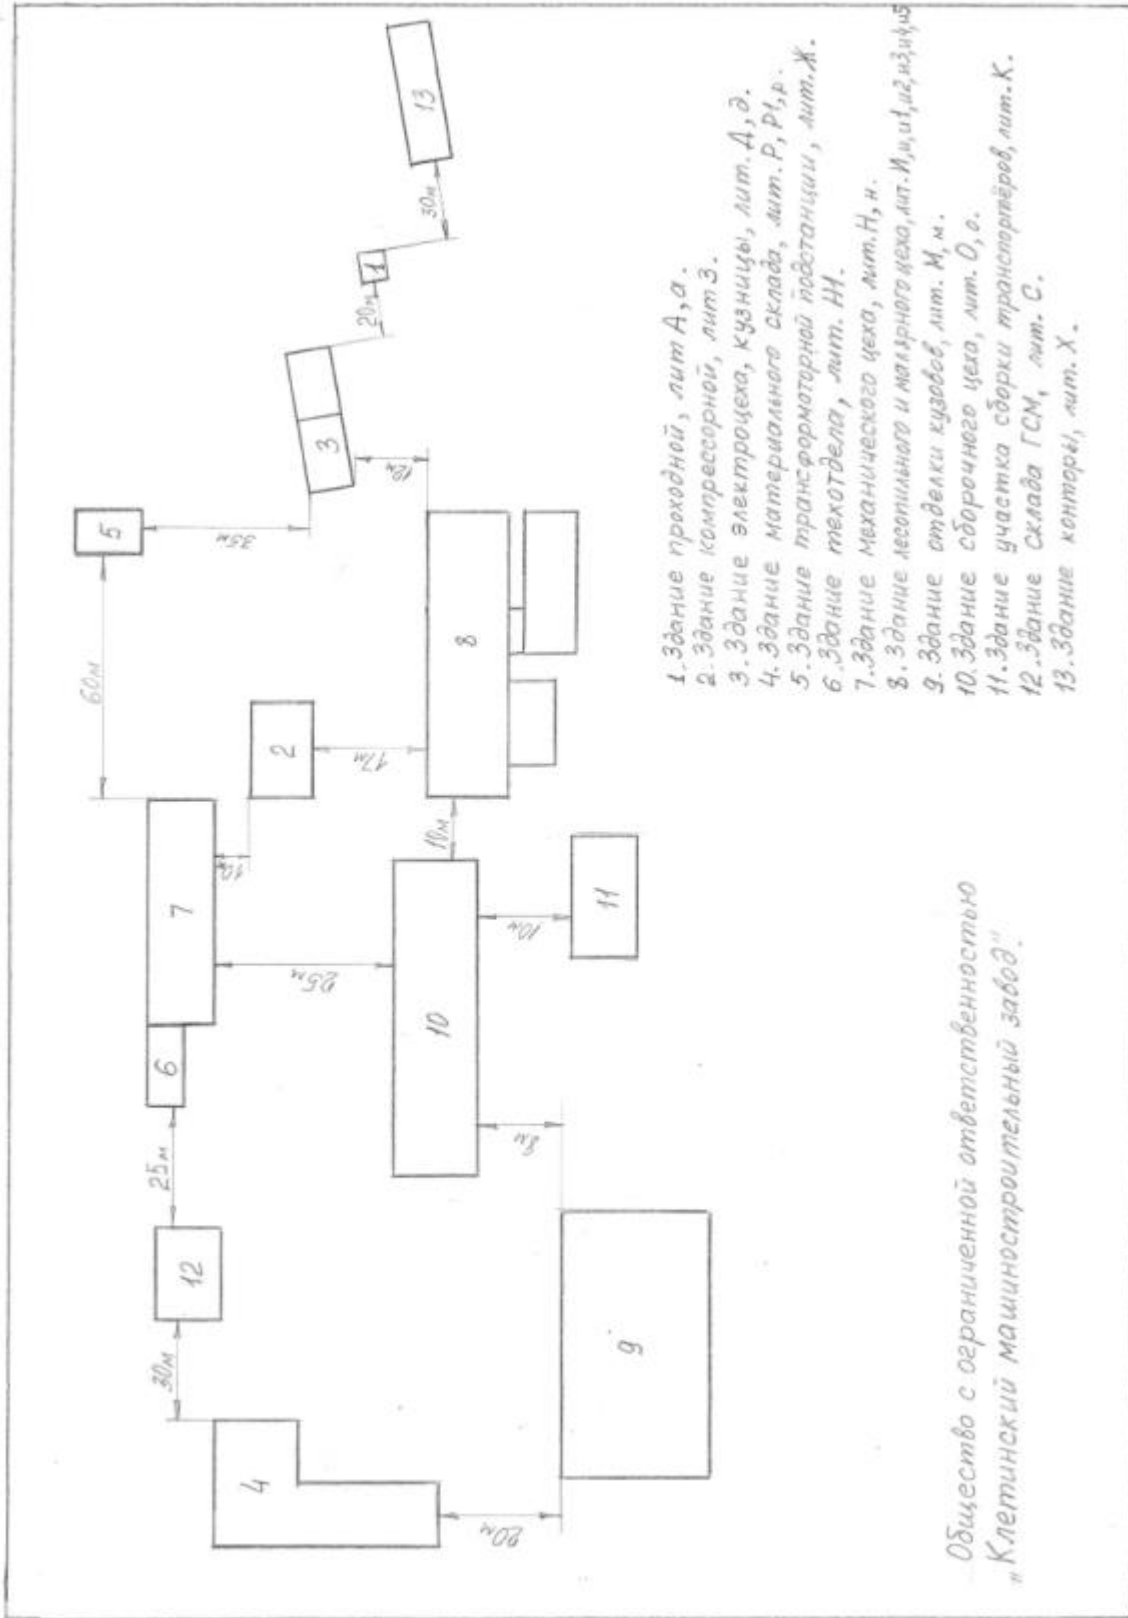 13
30м
1
20м
3
12м
5
35м
60м
8
2
17м
7
10м
25м
10м
6
10
11
10м
25м
8м
12
30м
9
4
20м
1. Здание проходной, лит А, а.
2. Здание компрессорной, лит З.
3. Здание электроцеха, кузницы, лит. Д, д.
4. Здание материального склада, лит. Р, Р1, р.
5. Здание трансформоторной подстанции, лит. Ж.
6. Здание техотдела, лит. Н1.
7. Здание механического цеха, лит. Н, н.
8. Здание лесопильного и малярного цеха, лит. И, и, и1, и2, и3, и4, и5
9. Здание отделки кузовов, лит. М, м.
10. Здание сборочного цеха, лит. О, о.
11. Здание участка сборки транспортёров, лит. К.
12. Здание склада ГСМ, лит. С.
13. Здание конторы, лит. Х.
Общество с ограниченной ответственностью
„Клетинский машиностроительный завод".